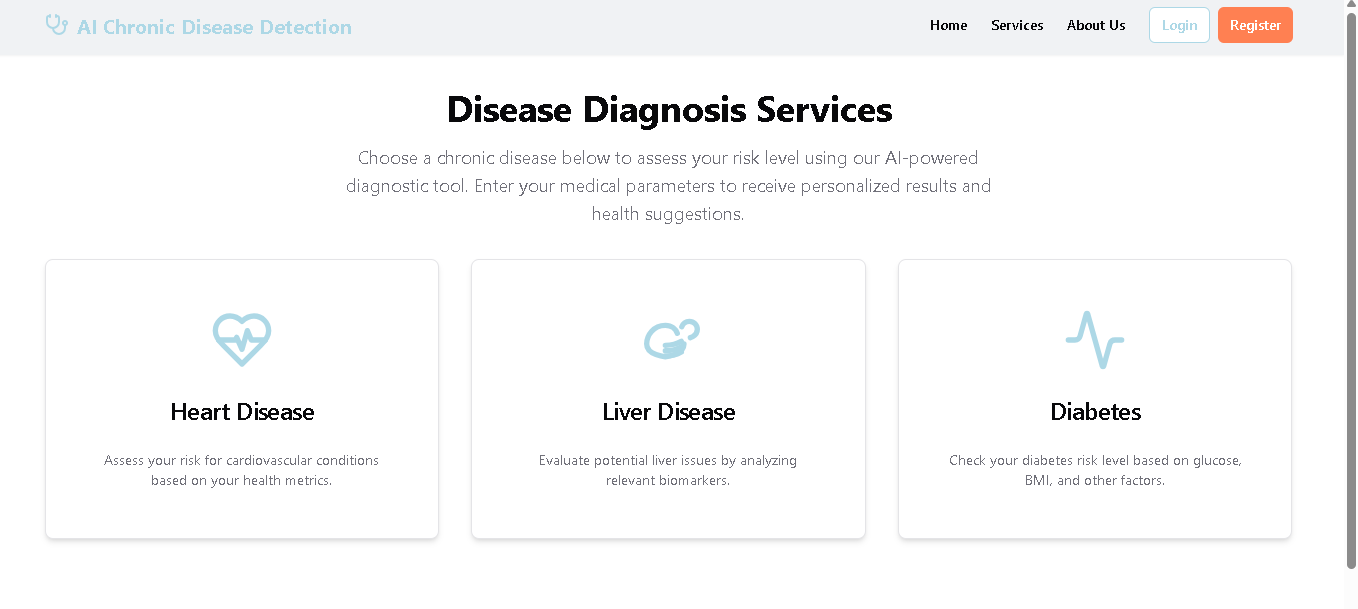 AI Chronic Disease Detection
Home
Services
About Us
Login
Register
Disease Diagnosis Services
Choose a chronic disease below to assess your risk level using our AI-powered
diagnostic tool. Enter your medical parameters to receive personalized results and
health suggestions.
Heart Disease
Assess your risk for cardiovascular conditions
based on your health metrics.
Liver Disease
Evaluate potential liver issues by analyzing
relevant biomarkers.
Diabetes
Check your diabetes risk level based on glucose,
BMI, and other factors.